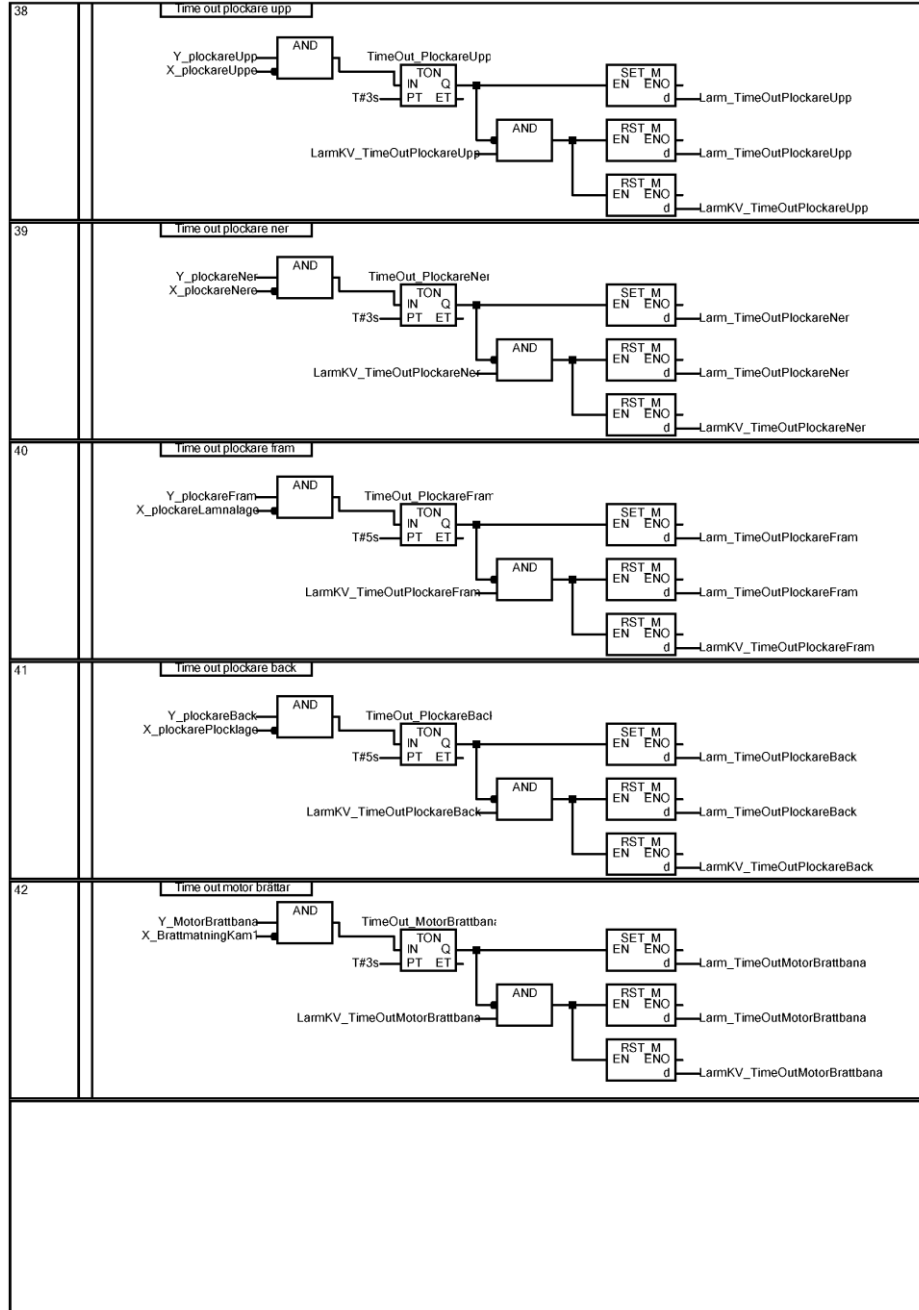 38
Time out plockare upp
AND
Y_plockareUpp
X_plockareUppe
TimeOut_PlockareUpp
TON
IN Q
T#3s PT ET
SET_M
EN ENO
d Larm_TimeOutPlockareUpp
AND
LarmKV_TimeOutPlockareUpp
RST_M
EN ENO
d Larm_TimeOutPlockareUpp
RST_M
EN ENO
d LarmKV_TimeOutPlockareUpp
39
Time out plockare ner
AND
Y_plockareNer
X_plockareNere
TimeOut_PlockareNer
TON
IN Q
T#3s PT ET
SET_M
EN ENO
d Larm_TimeOutPlockareNer
AND
LarmKV_TimeOutPlockareNer
RST_M
EN ENO
d Larm_TimeOutPlockareNer
RST_M
EN ENO
d LarmKV_TimeOutPlockareNer
40
Time out plockare fram
AND
Y_plockareFram
X_plockareLamnalage
TimeOut_PlockareFram
TON
IN Q
T#5s PT ET
SET_M
EN ENO
d Larm_TimeOutPlockareFram
AND
LarmKV_TimeOutPlockareFram
RST_M
EN ENO
d Larm_TimeOutPlockareFram
RST_M
EN ENO
d LarmKV_TimeOutPlockareFram
41
Time out plockare back
AND
Y_plockareBack
X_plockarePlocklage
TimeOut_PlockareBack
TON
IN Q
T#5s PT ET
SET_M
EN ENO
d Larm_TimeOutPlockareBack
AND
LarmKV_TimeOutPlockareBack
RST_M
EN ENO
d Larm_TimeOutPlockareBack
RST_M
EN ENO
d LarmKV_TimeOutPlockareBack
42
Time out motor brättar
AND
Y_MotorBrattbana
X_BrattmatningKam1
TimeOut_MotorBrattbana
TON
IN Q
T#3s PT ET
SET_M
EN ENO
d Larm_TimeOutMotorBrattbana
AND
LarmKV_TimeOutMotorBrattbana
RST_M
EN ENO
d Larm_TimeOutMotorBrattbana
RST_M
EN ENO
d LarmKV_TimeOutMotorBrattbana